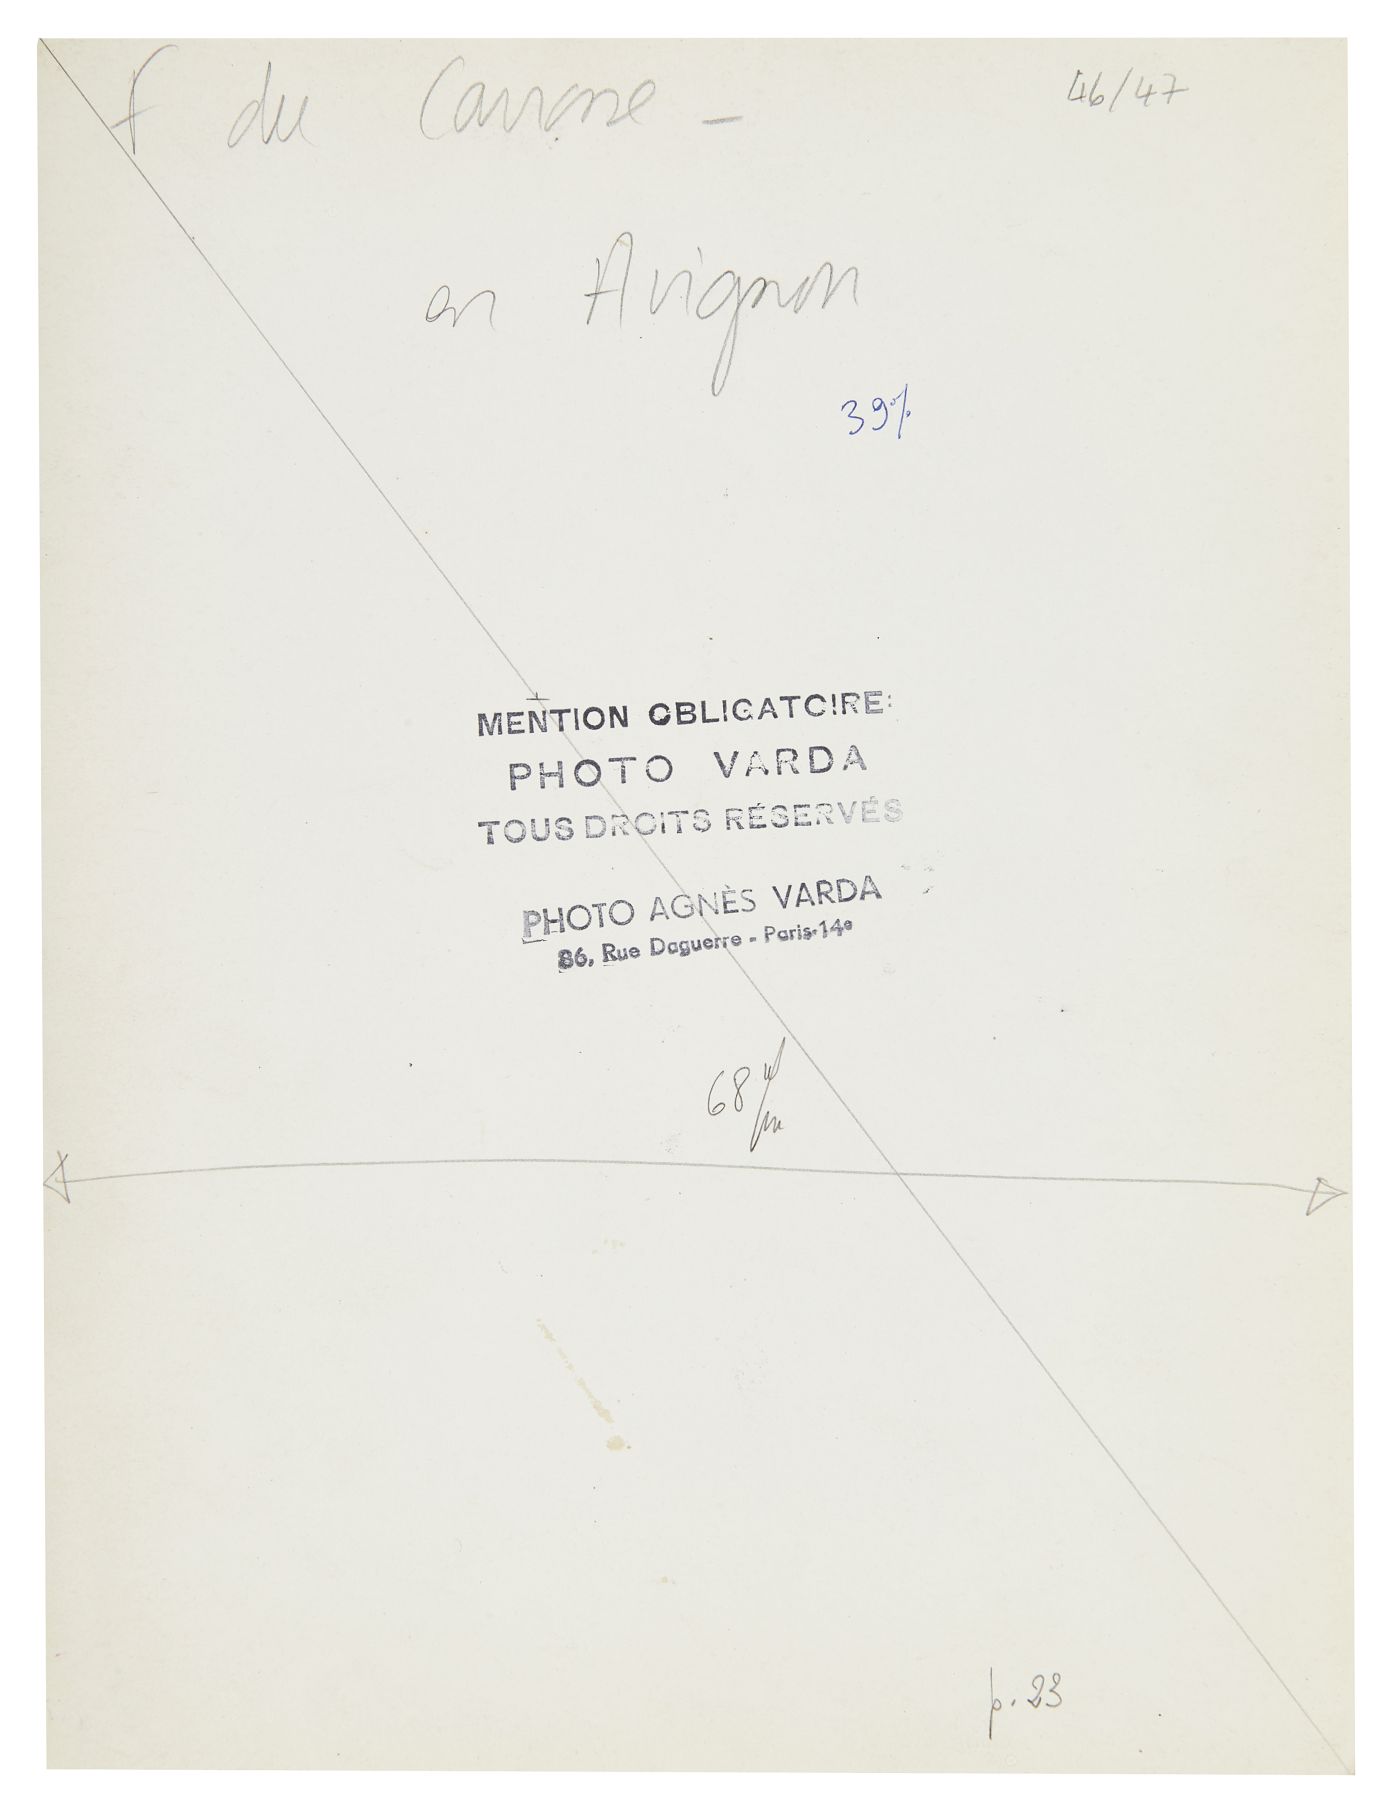 F du Carrosse -
46/47
en Avignon
39%
MENTION OBLIGATOIRE:
PHOTO VARDA
TOUS DROITS RÉSERVÉS
PHOTO AGNÈS VARDA
86, Rue Daguerre - Paris-14e
68 m/m
p. 23